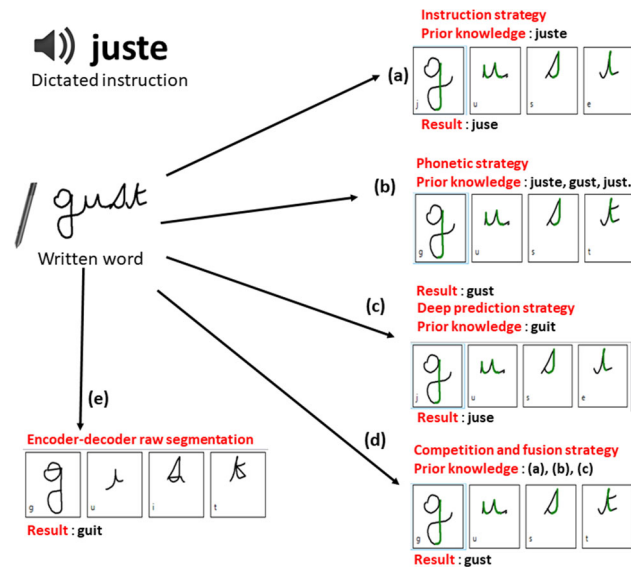 juste
Dictated instruction
gust
Written word
(a)
Instruction strategy
Prior knowledge : juste
j u s e
Result : juse
(b)
Phonetic strategy
Prior knowledge : juste, gust, just.
g u s t
Result : gust
(c)
Deep prediction strategy
Prior knowledge : guit
j u s e
Result : juse
(d)
Competition and fusion strategy
Prior knowledge : (a), (b), (c)
g u s t
Result : gust
(e)
Encoder-decoder raw segmentation
g u i t
Result : guit